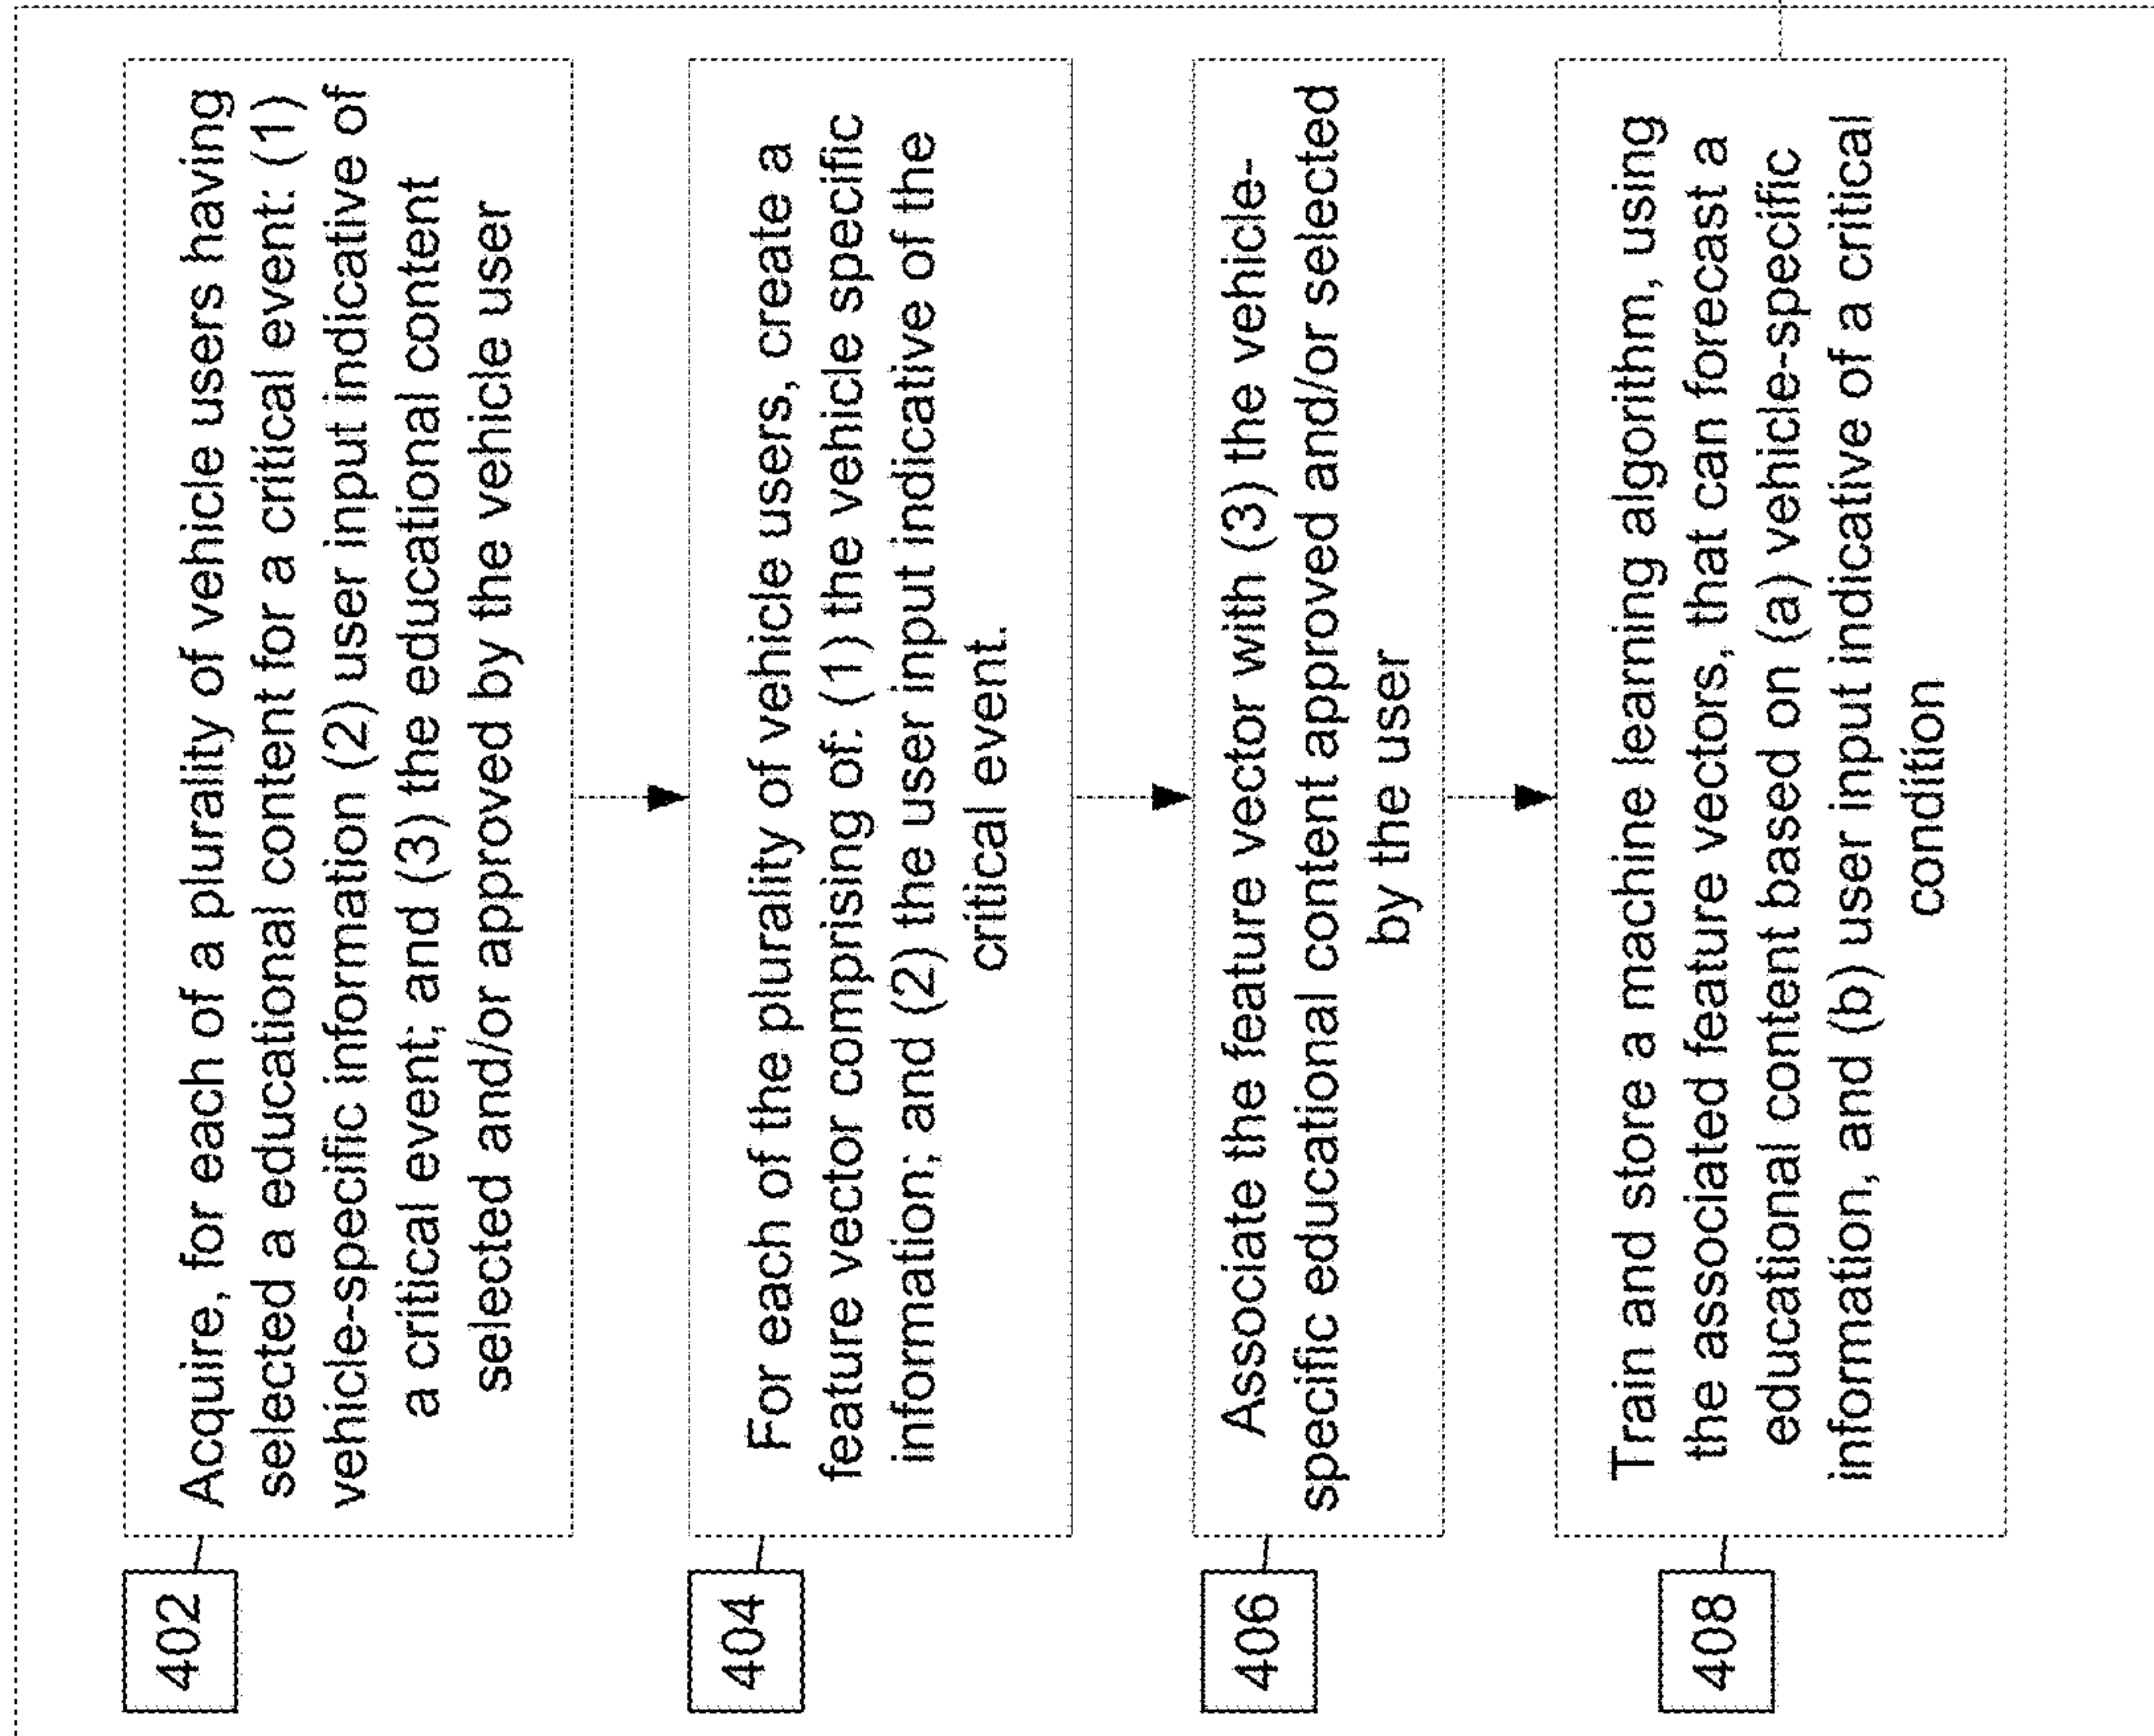 402
Acquire, for each of a plurality of vehicle users having
selected a educational content for a critical event: (1)
vehicle-specific information (2) user input indicative of
a critical event; and (3) the educational content
selected and/or approved by the vehicle user
404
For each of the plurality of vehicle users, create a
feature vector comprising of: (1) the vehicle specific
information; and (2) the user input indicative of the
critical event.
406
Associate the feature vector with (3) the vehicle-
specific educational content approved and/or selected
by the user
408
Train and store a machine learning algorithm, using
the associated feature vectors, that can forecast a
educational content based on (a) vehicle-specific
information, and (b) user input indicative of a critical
condition